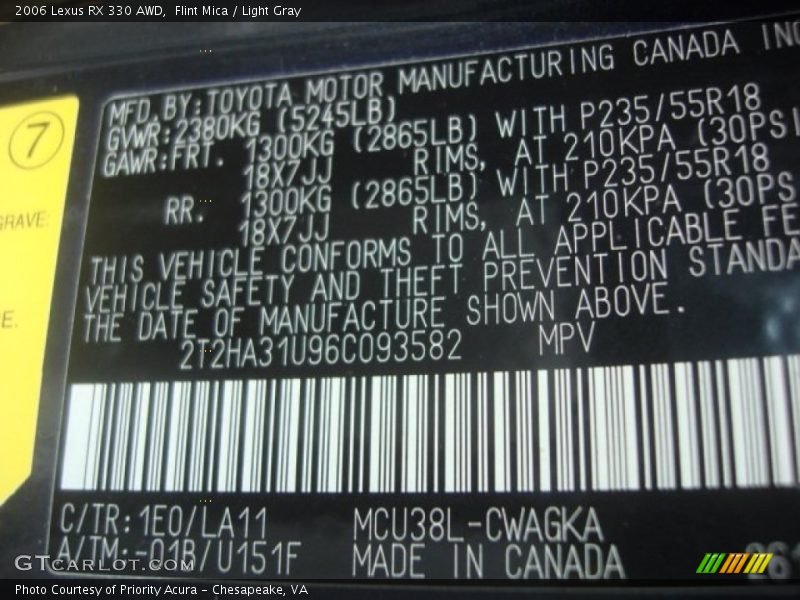 2006 Lexus RX 330 AWD,  Flint Mica / Light Gray
7
GRAVE:
E.
MFD.BY:TOYOTA MOTOR MANUFACTURING CANADA INC
GVWR:2380KG (5245LB)
GAWR:FRT. 1300KG (2865LB) WITH P235/55R18
18X7JJ RIMS, AT 210KPA (30PSI
RR. 1300KG (2865LB) WITH P235/55R18
18X7JJ RIMS, AT 210KPA (30PS
THIS VEHICLE CONFORMS TO ALL APPLICABLE FE
VEHICLE SAFETY AND THEFT PREVENTION STANDA
THE DATE OF MANUFACTURE SHOWN ABOVE.
2T2HA31U96C093582 MPV
C/TR:1E0/LA11 MCU38L-CWAGKA
A/TM:-01B/U151F MADE IN CANADA
GTCARLOT.COM
Photo Courtesy of Priority Acura – Chesapeake, VA